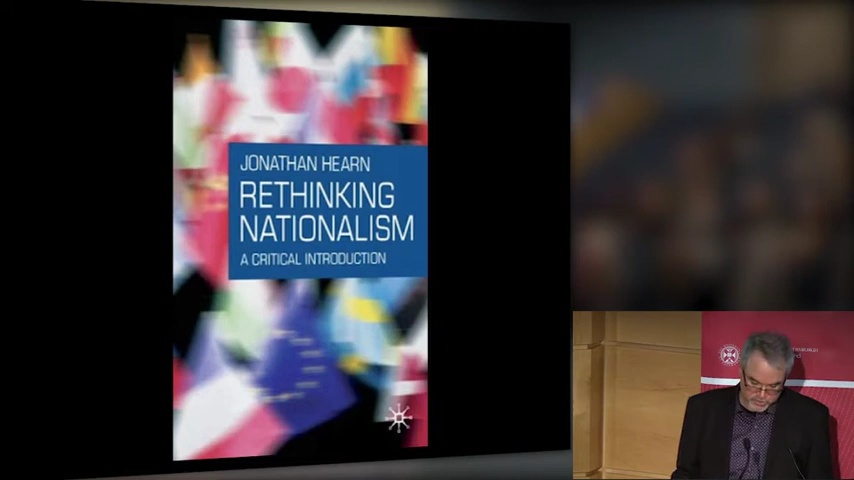 JONATHAN HEARN
RETHINKING
NATIONALISM
A CRITICAL INTRODUCTION